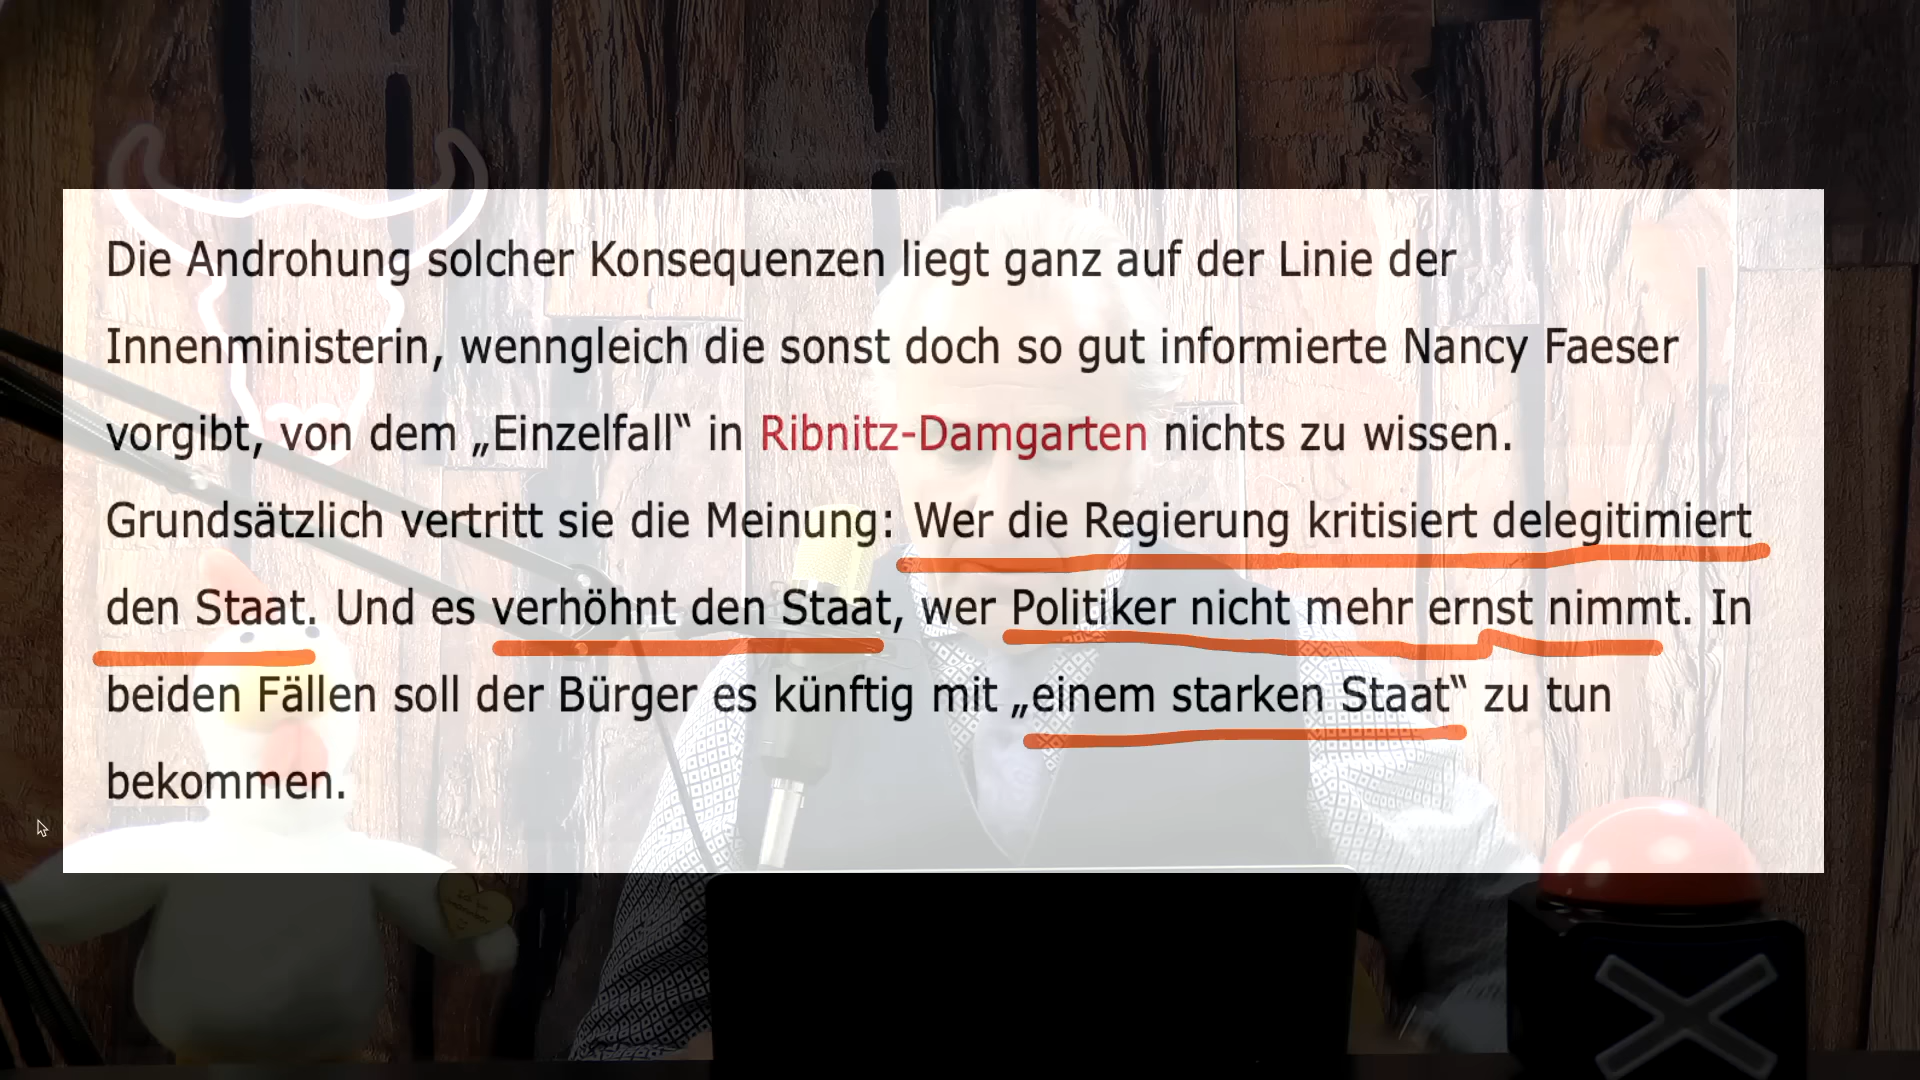 Die Androhung solcher Konsequenzen liegt ganz auf der Linie der
Innenministerin, wenngleich die sonst doch so gut informierte Nancy Faeser
vorgibt, von dem „Einzelfall“ in Ribnitz-Damgarten nichts zu wissen.
Grundsätzlich vertritt sie die Meinung: Wer die Regierung kritisiert delegitimiert
den Staat. Und es verhöhnt den Staat, wer Politiker nicht mehr ernst nimmt. In
beiden Fällen soll der Bürger es künftig mit „einem starken Staat“ zu tun
bekommen.